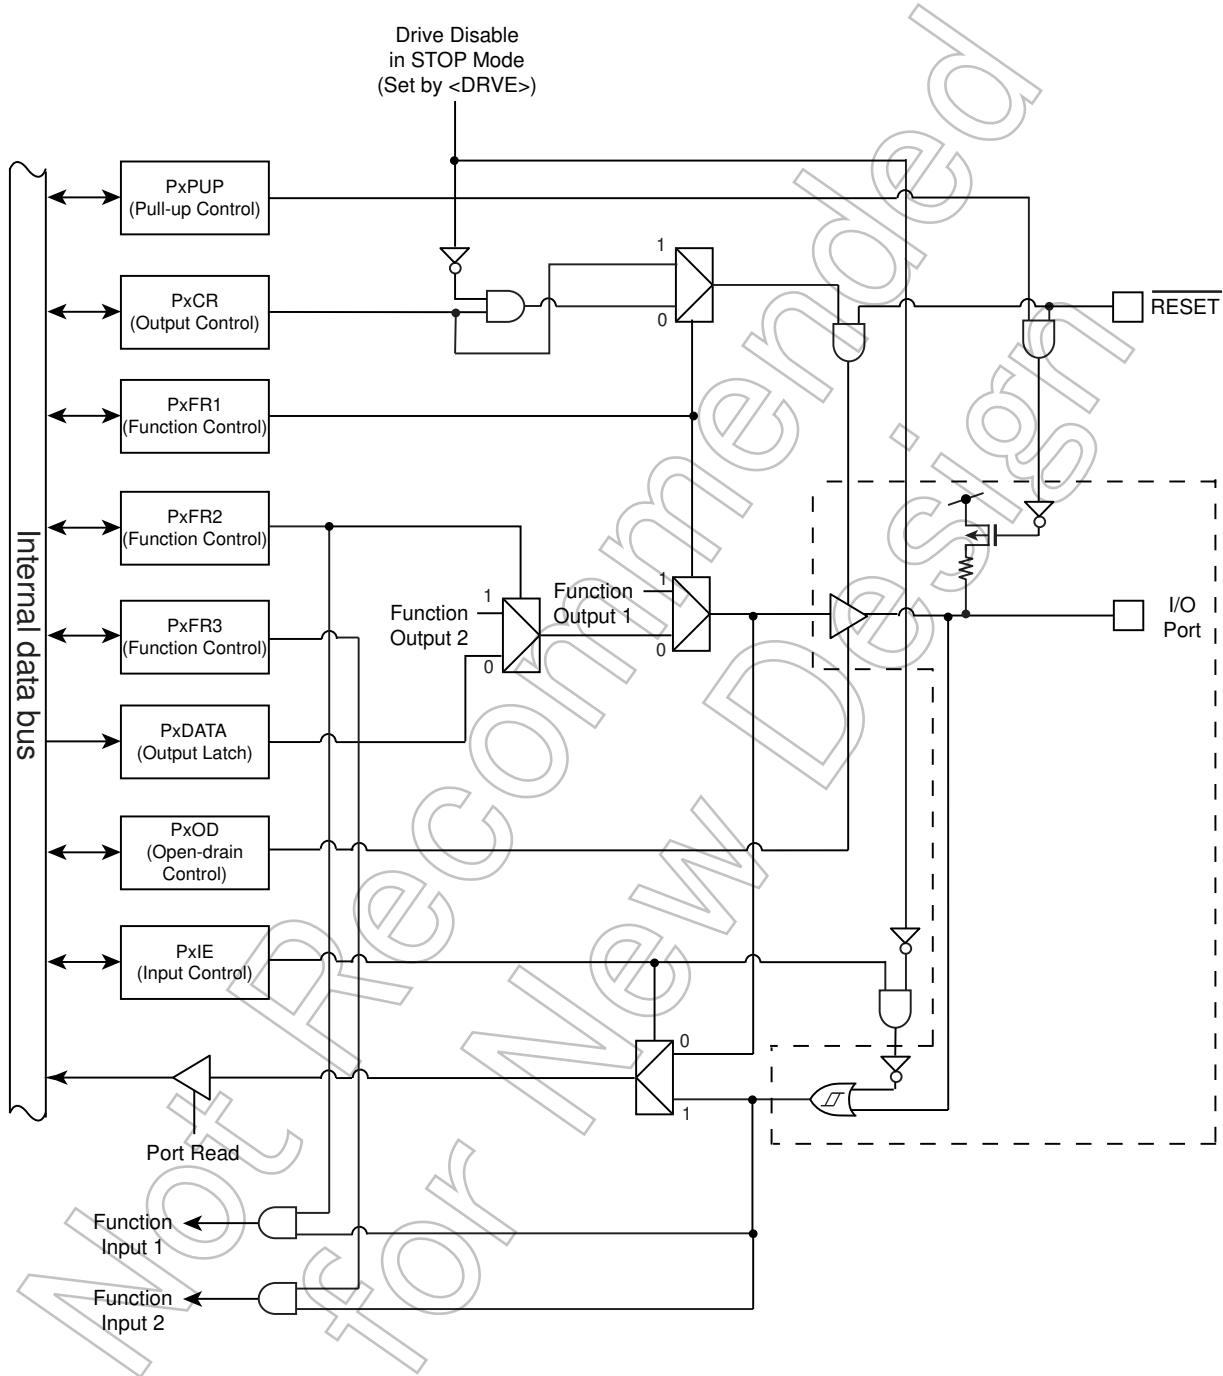 Drive Disable
in STOP Mode
(Set by <DRVE>)
PxPUP
(Pull-up Control)
1
PxCR
(Output Control)
0
RESET
PxFR1
(Function Control)
PxFR2
(Function Control)
Internal data bus
1
Function
Output 2
0
Function
Output 1
1
0
I/O
Port
PxFR3
(Function Control)
PxDATA
(Output Latch)
PxOD
(Open-drain
Control)
PxIE
(Input Control)
0
1
Port Read
Function
Input 1
Function
Input 2
Not Recommended
for New Design